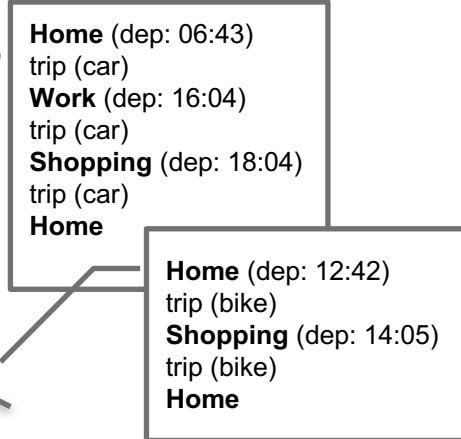 Home (dep: 06:43)
trip (car)
Work (dep: 16:04)
trip (car)
Shopping (dep: 18:04)
trip (car)
Home
Home (dep: 12:42)
trip (bike)
Shopping (dep: 14:05)
trip (bike)
Home